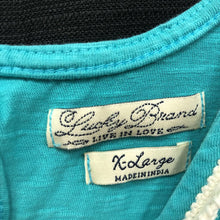 Lucky Brand
LIVE IN LOVE
X-Large
MADE IN INDIA